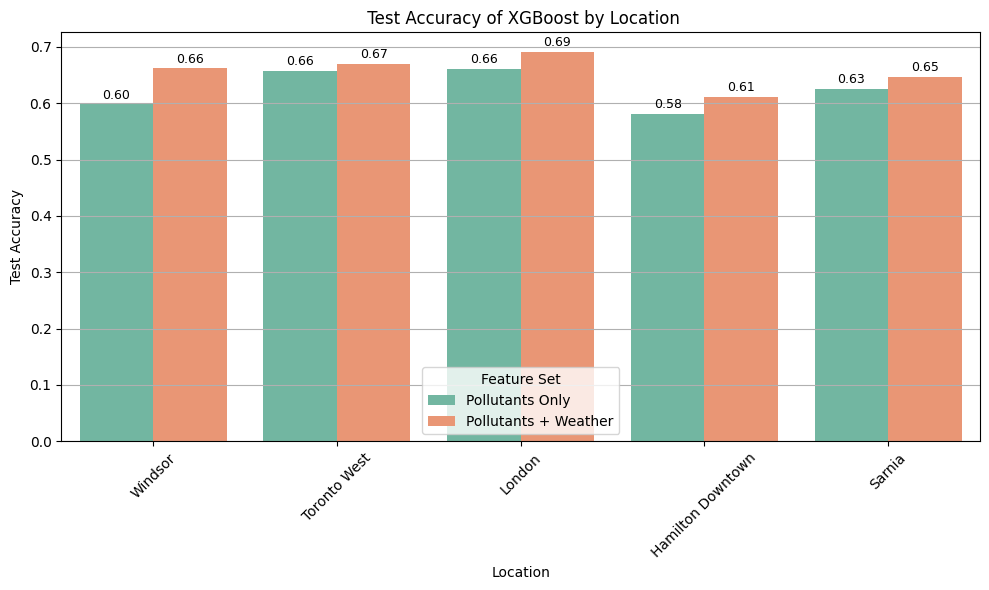 Test Accuracy of XGBoost by Location
Test Accuracy
0.7
0.6
0.5
0.4
0.3
0.2
0.1
0.0
0.60
0.66
0.66
0.67
0.66
0.69
0.58
0.61
0.63
0.65
Feature Set
Pollutants Only
Pollutants + Weather
Windsor
Toronto West
London
Hamilton Downtown
Sarnia
Location